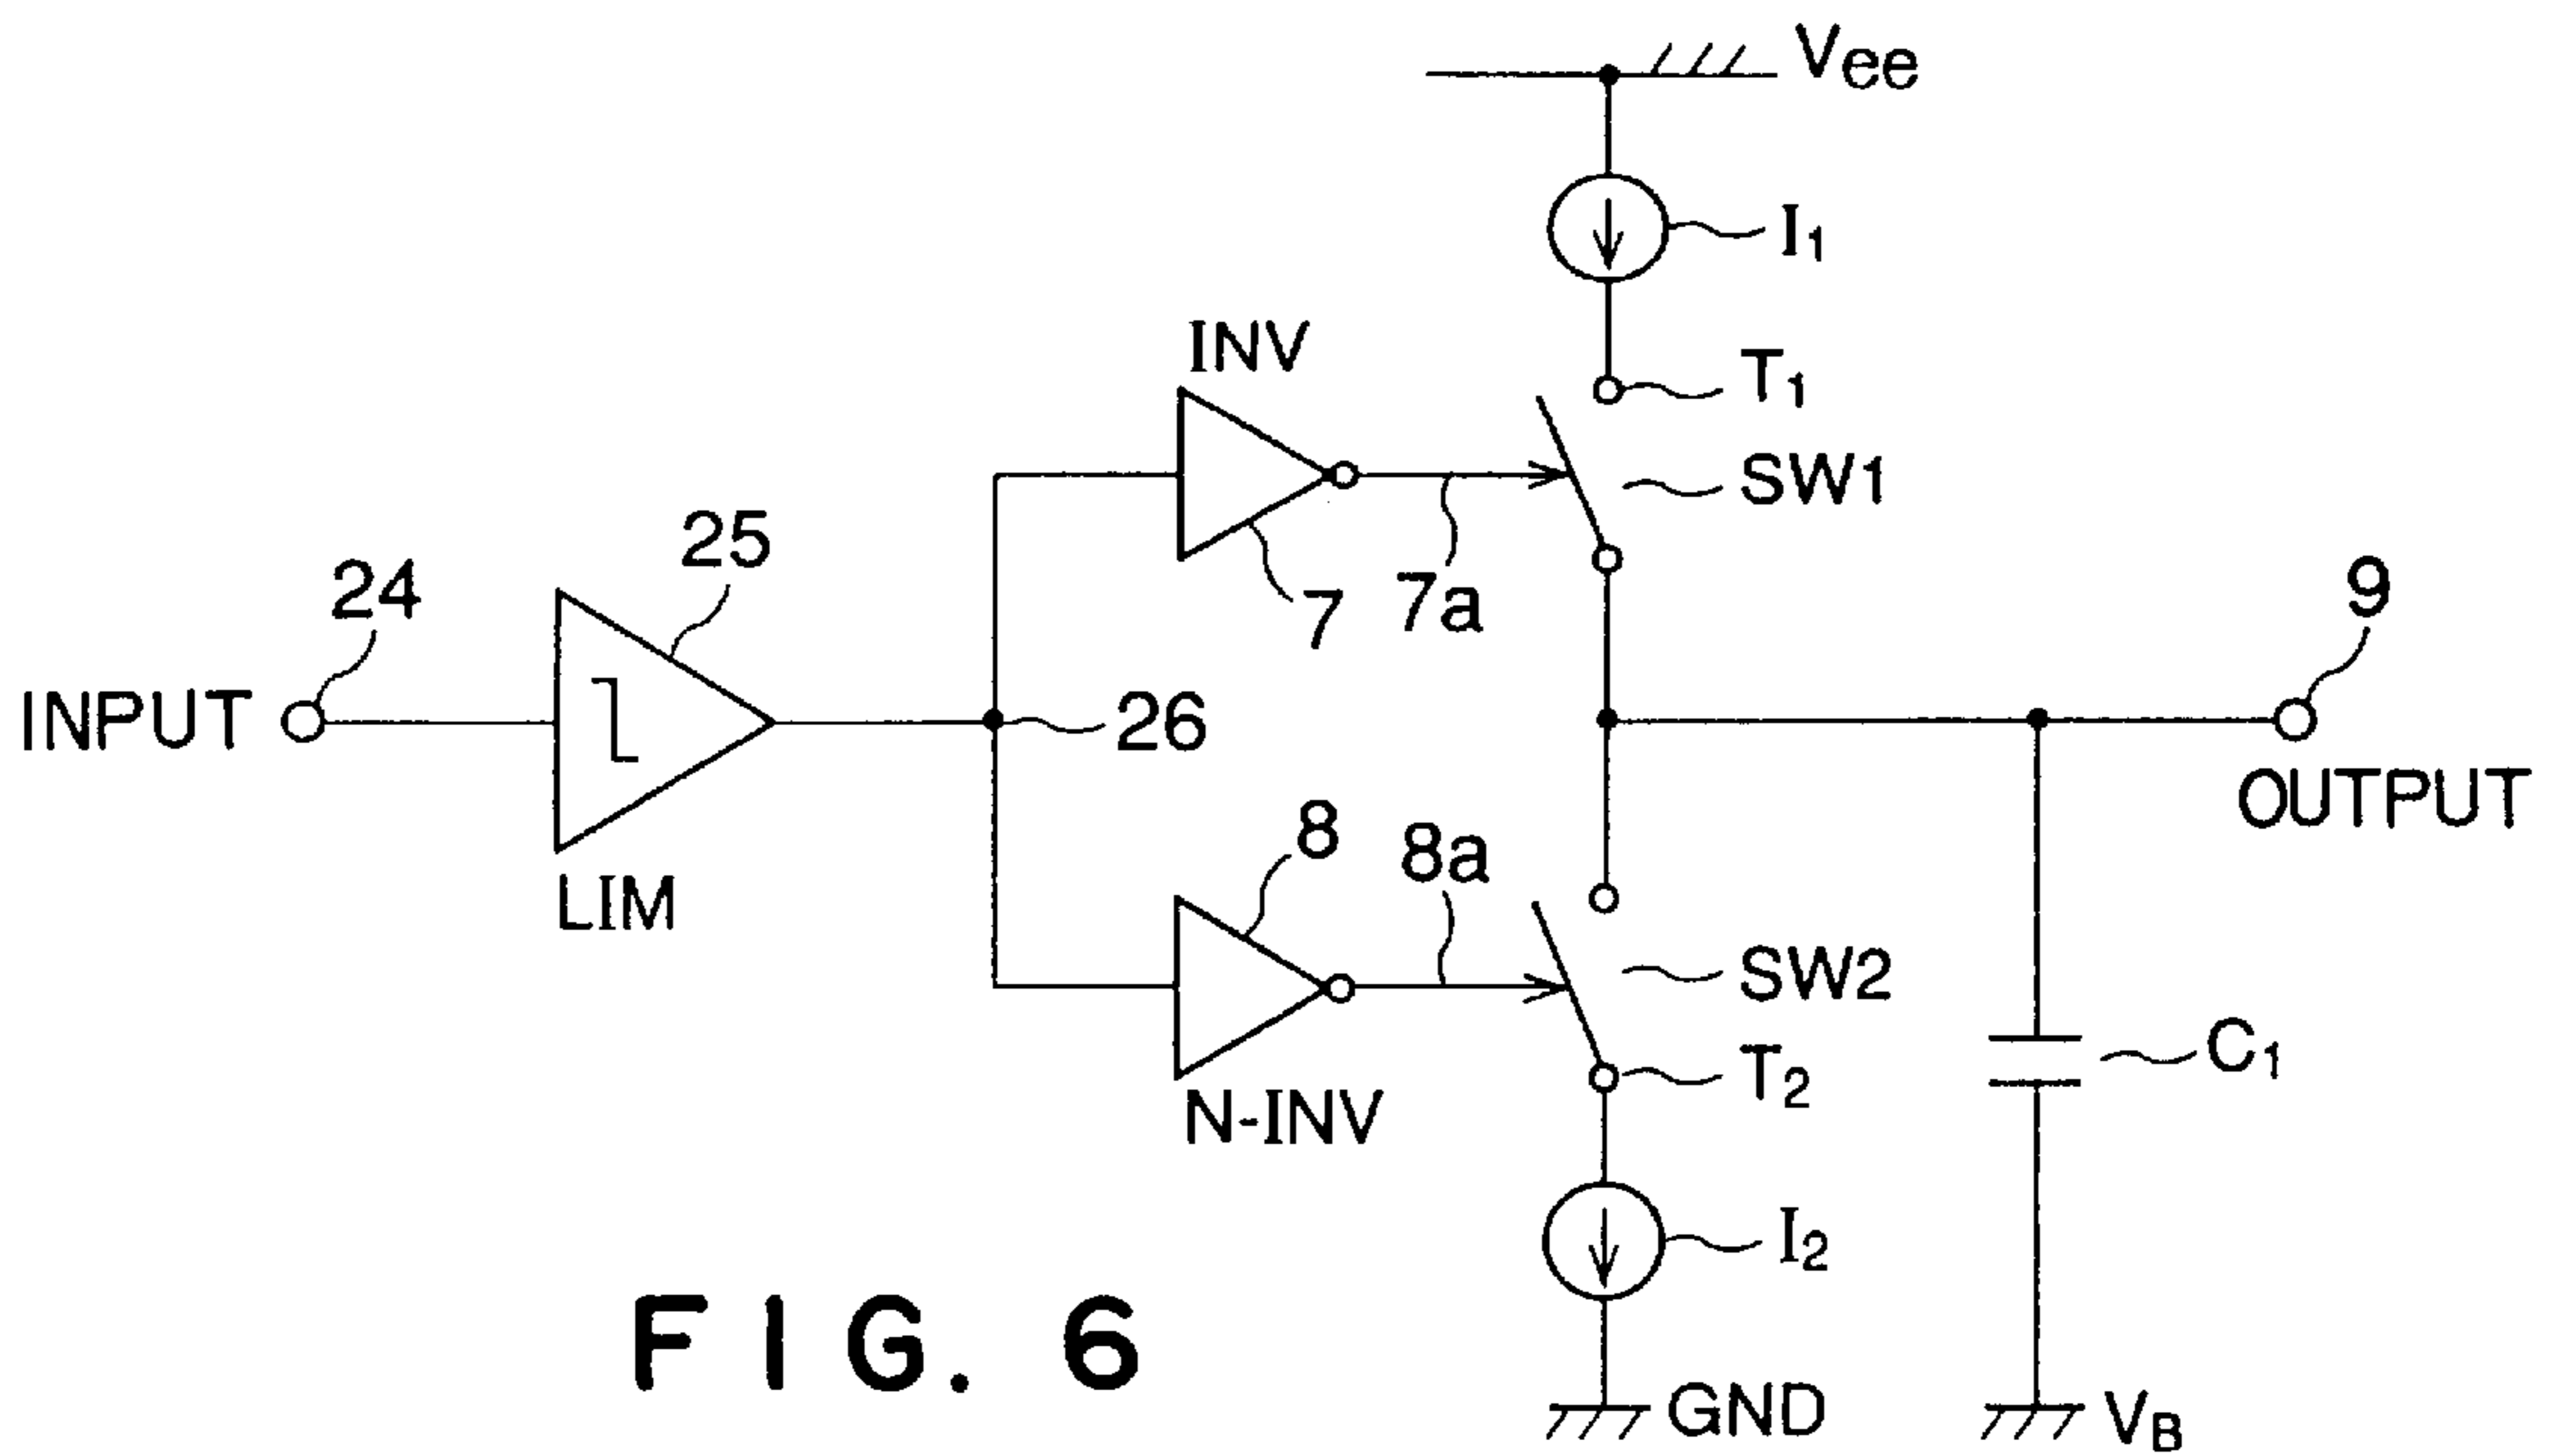 Vee
I1
INV
T1
25
SW1
24
7a
9
7
INPUT
26
OUTPUT
8
8a
LIM
SW2
C1
T2
N-INV
I2
FIG. 6
GND
VB